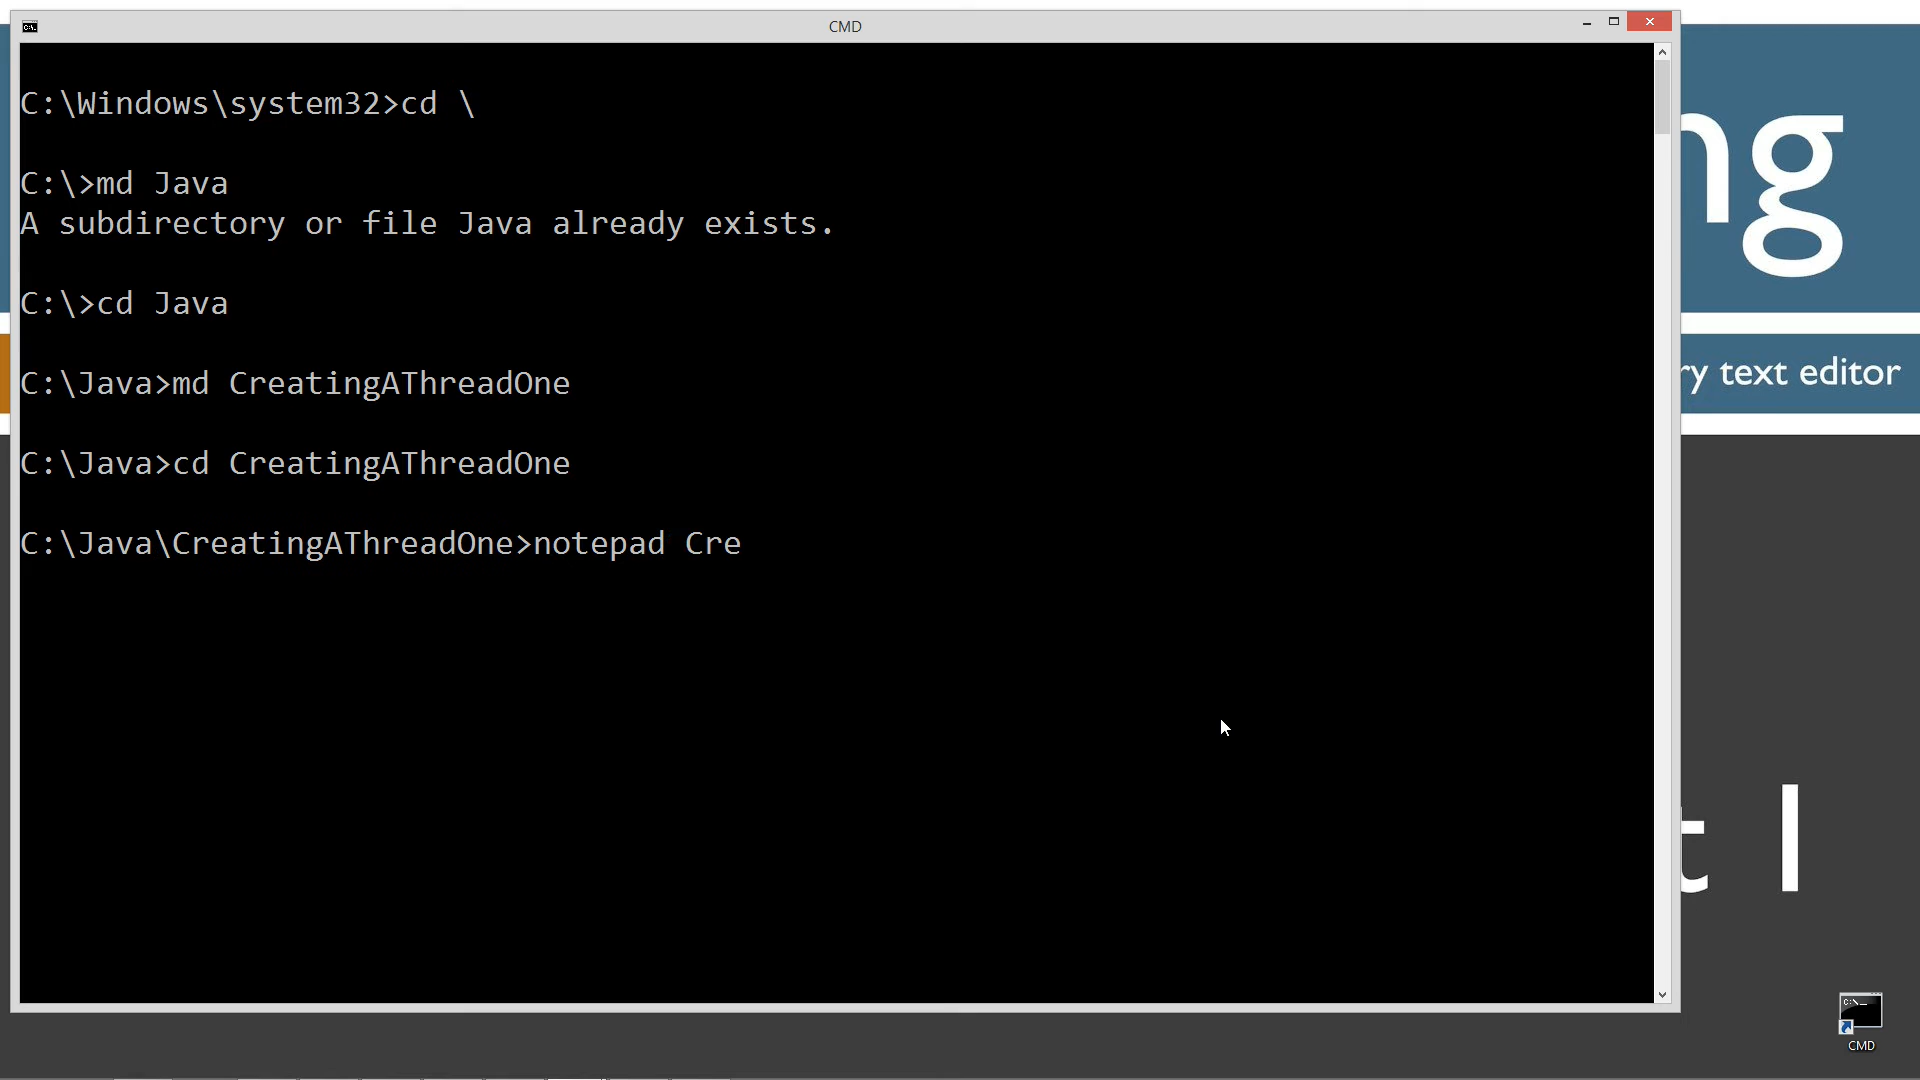 CMD
C:\Windows\system32>cd \
C:\>md Java
A subdirectory or file Java already exists.
C:\>cd Java
C:\Java>md CreatingAThreadOne
C:\Java>cd CreatingAThreadOne
C:\Java\CreatingAThreadOne>notepad Cre
ng
ry text editor
t I
CMD